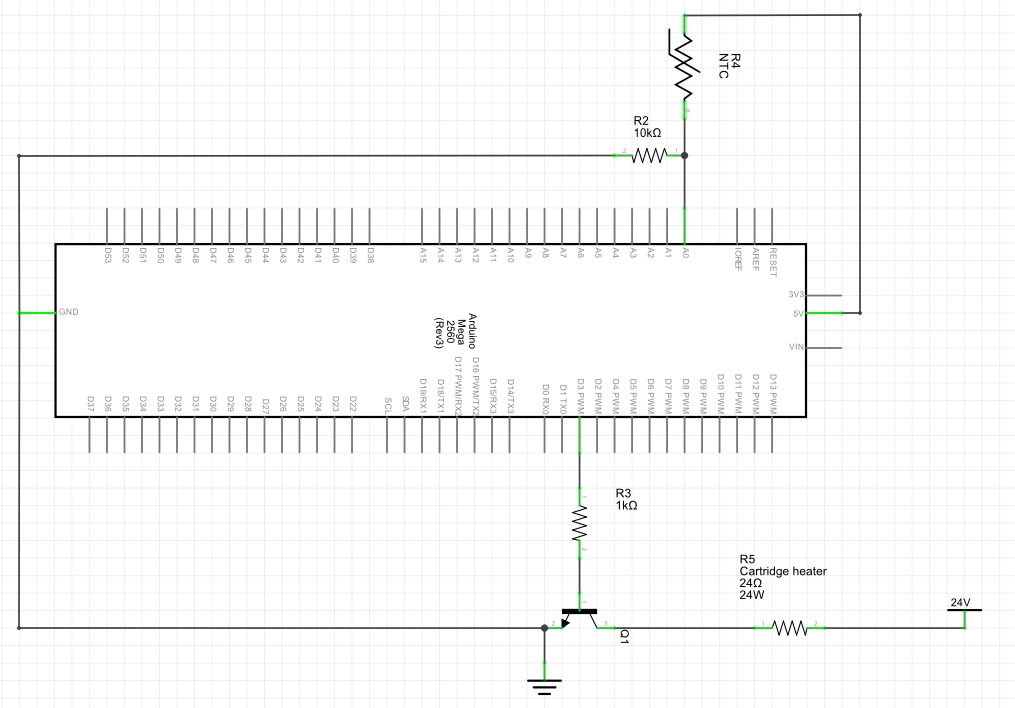 R4
NTC
R2
10kΩ
2
1
D53
D52
D51
D50
D49
D48
D47
D46
D45
D44
D43
D42
D41
D40
D39
D38
A15
A14
A13
A12
A11
A10
A9
A8
A7
A6
A5
A4
A3
A2
A1
A0
IOREF
AREF
RESET
3V3
GND
5V
Arduino
Mega
2560
(Rev3)
VIN
D37
D36
D35
D34
D33
D32
D31
D30
D29
D28
D27
D26
D25
D24
D23
D22
SCL
SDA
D19/RX1
D18/TX1
D17 PWM/RX2
D16 PWM/TX2
D15/RX3
D14/TX3
D0 RX0
D1 TX0
D3 PWM
D2 PWM
D4 PWM
D5 PWM
D6 PWM
D7 PWM
D8 PWM
D9 PWM
D10 PWM
D11 PWM
D12 PWM
D13 PWM
1
R3
1kΩ
2
R5
Cartridge heater
24Ω
24W
24V
1
2
3
Q1
1
2